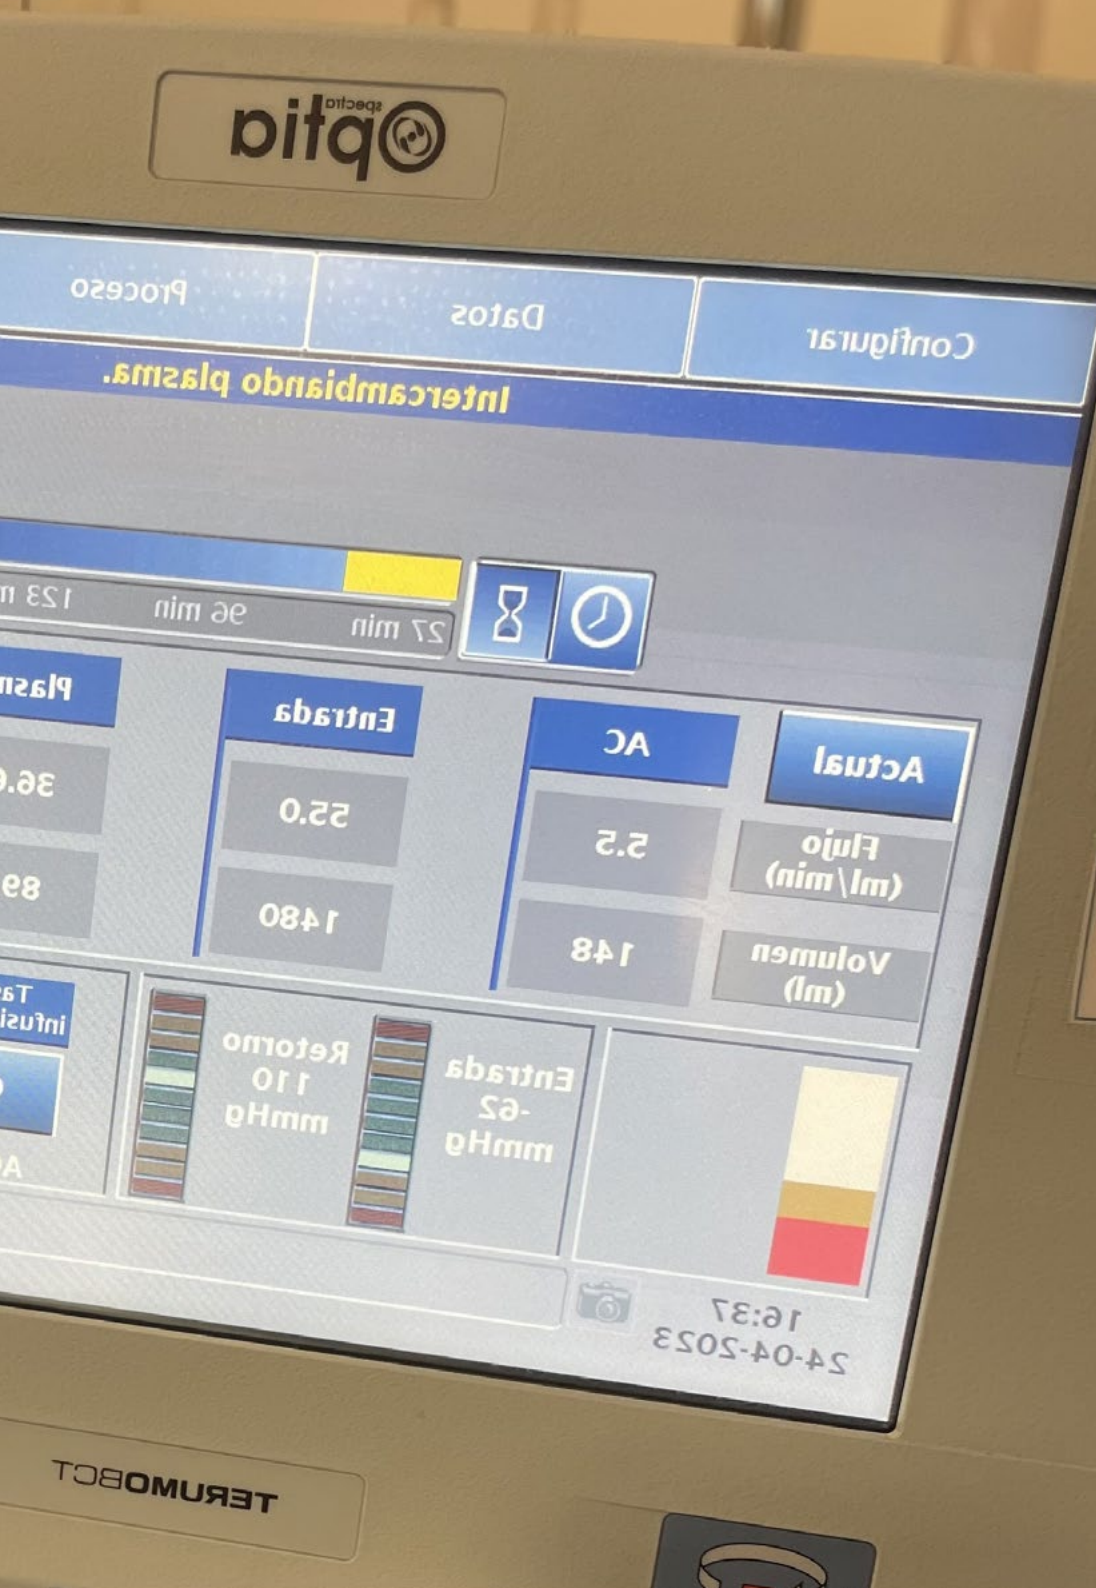 spectra
Optia
Configurar
Datos
Proceso
Intercambiando plasma.
27 min
96 min
123
Actual
AC
Entrada
Flujo
(ml/min)
5.5
55.0
36.
Volumen
(ml)
148
1480
89
Entrada
-62
mmHg
Retorno
110
mmHg
16:37
24-04-2023
TERUMOBCT